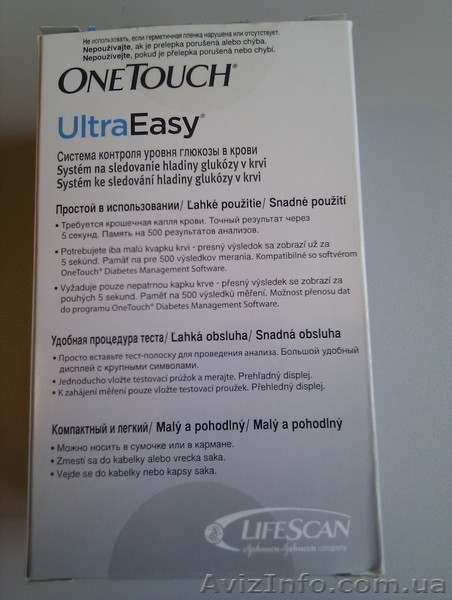 Не использовать, если герметичная пленка нарушена или отсутствует.
Nepoužívajte, ak je prelepka porušená alebo chýba.
Nepoužívejte, pokud je přelepka porušena nebo chybí.
ONETOUCH®
UltraEasy®
Система контроля уровня глюкозы в крови
Systém na sledovanie hladiny glukózy v krvi
Systém ke sledování hladiny glukózy v krvi
Простой в использовании/ Ľahké použitie/ Snadné použití
• Требуется крошечная капля крови. Точный результат через
5 секунд. Память на 500 результатов анализов.
• Potrebujete iba malú kvapku krvi - presný výsledok sa zobrazí už za
5 sekúnd. Pamäť na pre 500 výsledkov merania. Kompatibilné so softvérom
OneTouch® Diabetes Management Software.
• Vyžaduje pouze nepatrnou kapku krve – přesný výsledek se zobrazí za
pouhých 5 sekund. Paměť na 500 výsledků měření. Možnost přenosu dat
do programu OneTouch® Diabetes Management Software.
Удобная процедура теста/ Ľahká obsluha/ Snadná obsluha
• Просто вставьте тест-полоску для проведения анализа. Большой удобный
дисплей с крупными символами.
• Jednoducho vložte testovací prúžok a merajte. Prehľadný displej.
• K zahájení měření pouze vložte testovací proužek. Přehledný displej.
Компактный и легкий/ Malý a pohodlný/ Malý a pohodlný
• Можно носить в сумочке или в кармане.
• Zmestí sa do kabelky alebo vrecka saka.
• Vejde se do kabelky nebo kapsy saka.
LIFESCAN
a Johnson-Johnson company
AvizInfo.com.ua